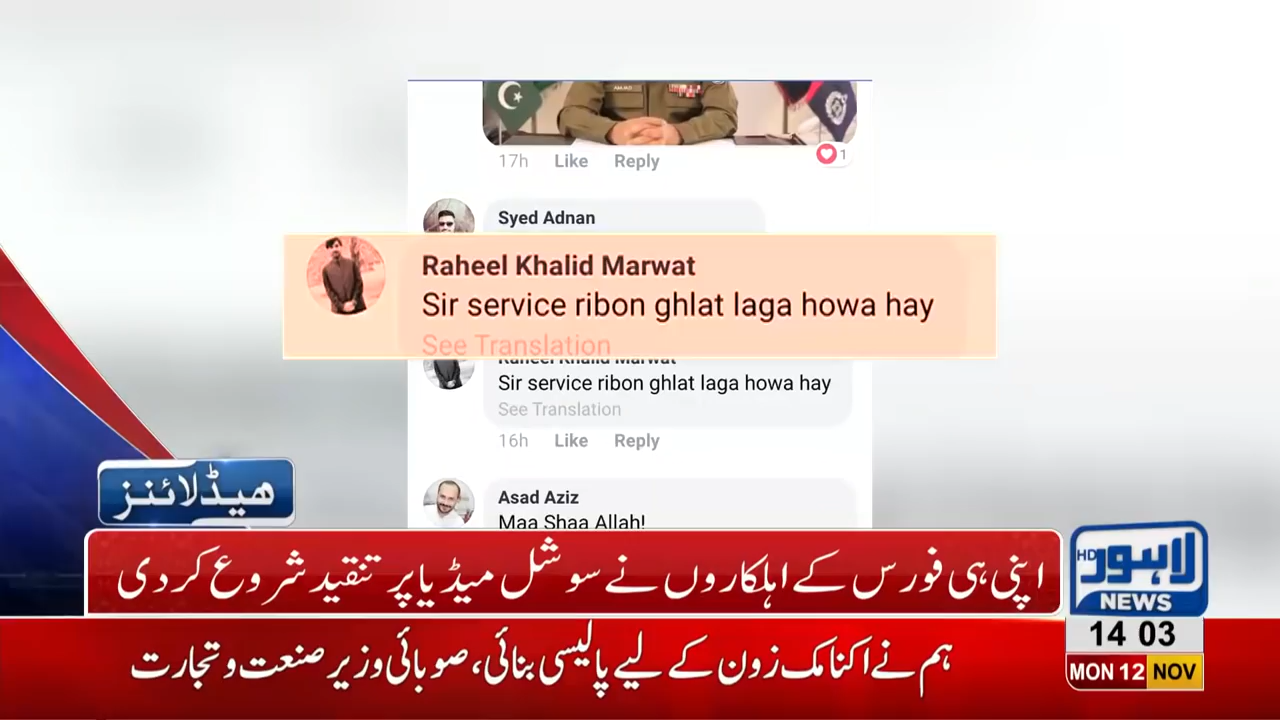 17h Like Reply
1
Syed Adnan
Raheel Khalid Marwat
Sir service ribon ghlat laga howa hay
See Translation
Raheel Khalid Marwat
Sir service ribon ghlat laga howa hay
See Translation
16h Like Reply
Asad Aziz
Maa Shaa Allah!
ہیڈلائنز
اپنی ہی فورس کے اہلکاروں نے سوشل میڈیا پر تنقید شروع کردی
ہم نے اکنامک زون کے لیے پالیسی بنائی، صوبائی وزیر صنعت و تجارت
لاہور HD
NEWS
14 03
MON 12 NOV